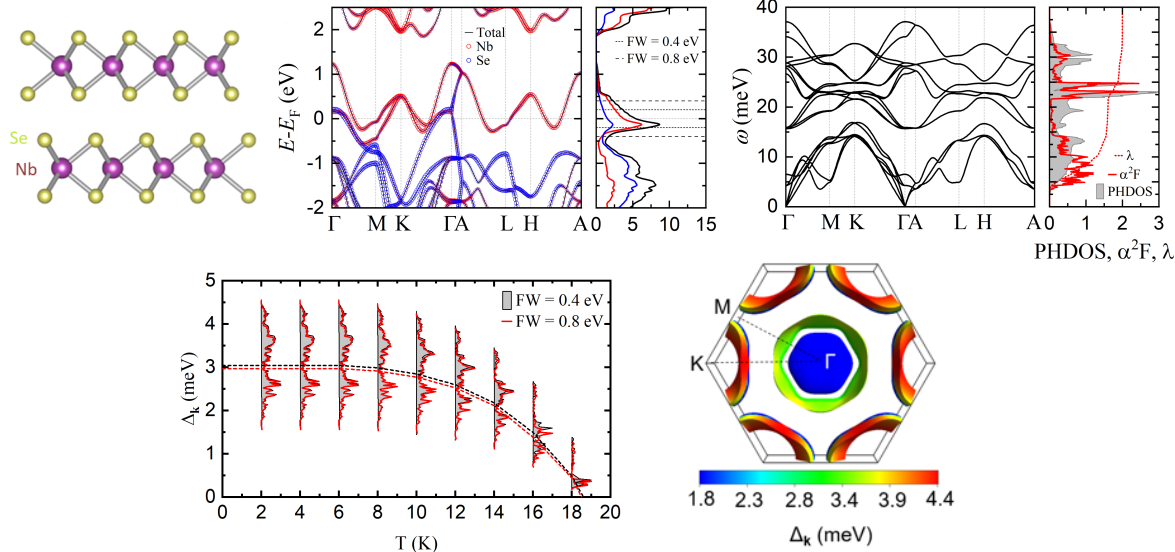 Se
Nb
E-E_F (eV)
2
1
0
-1
-2
Total
Nb
Se
Γ M K Γ A L H A
FW = 0.4 eV
FW = 0.8 eV
0 5 10 15
ω (meV)
40
30
20
10
0
Γ M K Γ A L H A
λ
α²F
PHDOS
0 1 2 3
PHDOS, α²F, λ
Δ_k (meV)
5
4
3
2
1
0
FW = 0.4 eV
FW = 0.8 eV
0 2 4 6 8 10 12 14 16 18 20
T (K)
M
K
Γ
1.8 2.3 2.8 3.4 3.9 4.4
Δ_k (meV)